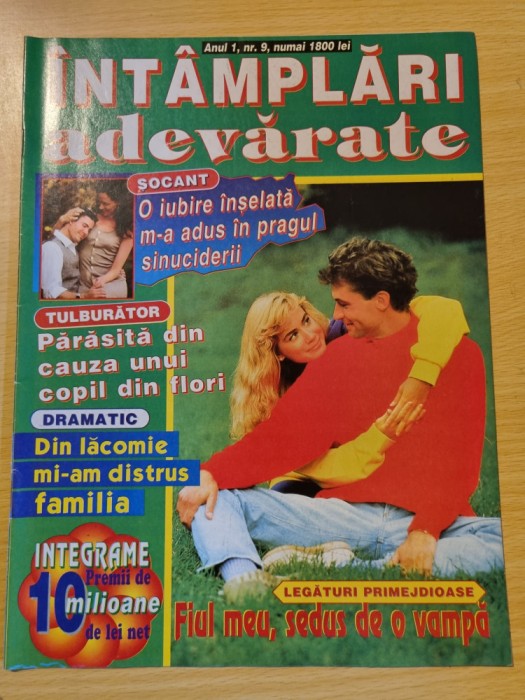 Anul 1, nr. 9, numai 1800 lei
ÎNTÂMPLĂRI
adevărate
ȘOCANT
O iubire înșelată
m-a adus în pragul
sinuciderii
TULBURĂTOR
Părăsită din
cauza unui
copil din flori
DRAMATIC
Din lăcomie
mi-am distrus
familia
INTEGRAME
Premii de
10 milioane
de lei net
LEGĂTURI PRIMEJDIOASE
Fiul meu, sedus de o vampă